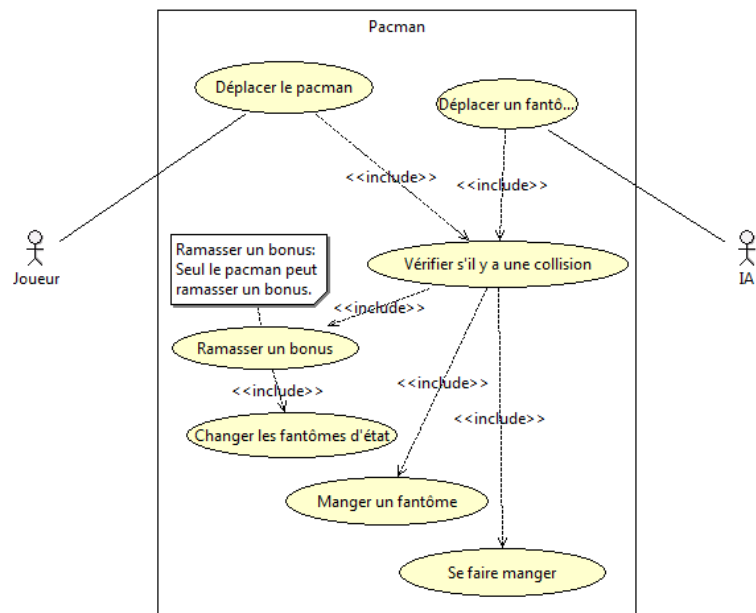 Pacman
Déplacer le pacman
Déplacer un fantô...
<<include>>
<<include>>
Joueur
IA
Ramasser un bonus:
Seul le pacman peut
ramasser un bonus.
Vérifier s'il y a une collision
<<include>>
Ramasser un bonus
<<include>>
<<include>>
<<include>>
Changer les fantômes d'état
Manger un fantôme
Se faire manger